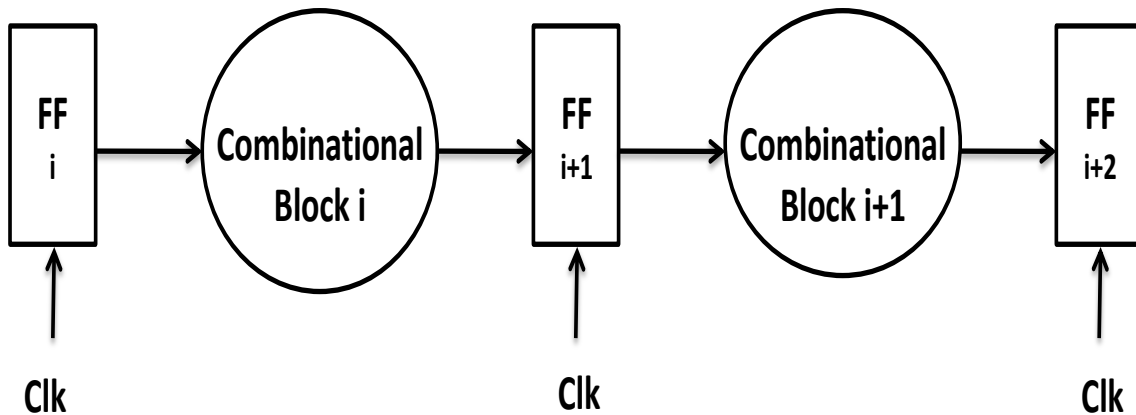 FF
i
Combinational
Block i
FF
i+1
Combinational
Block i+1
FF
i+2
Clk
Clk
Clk